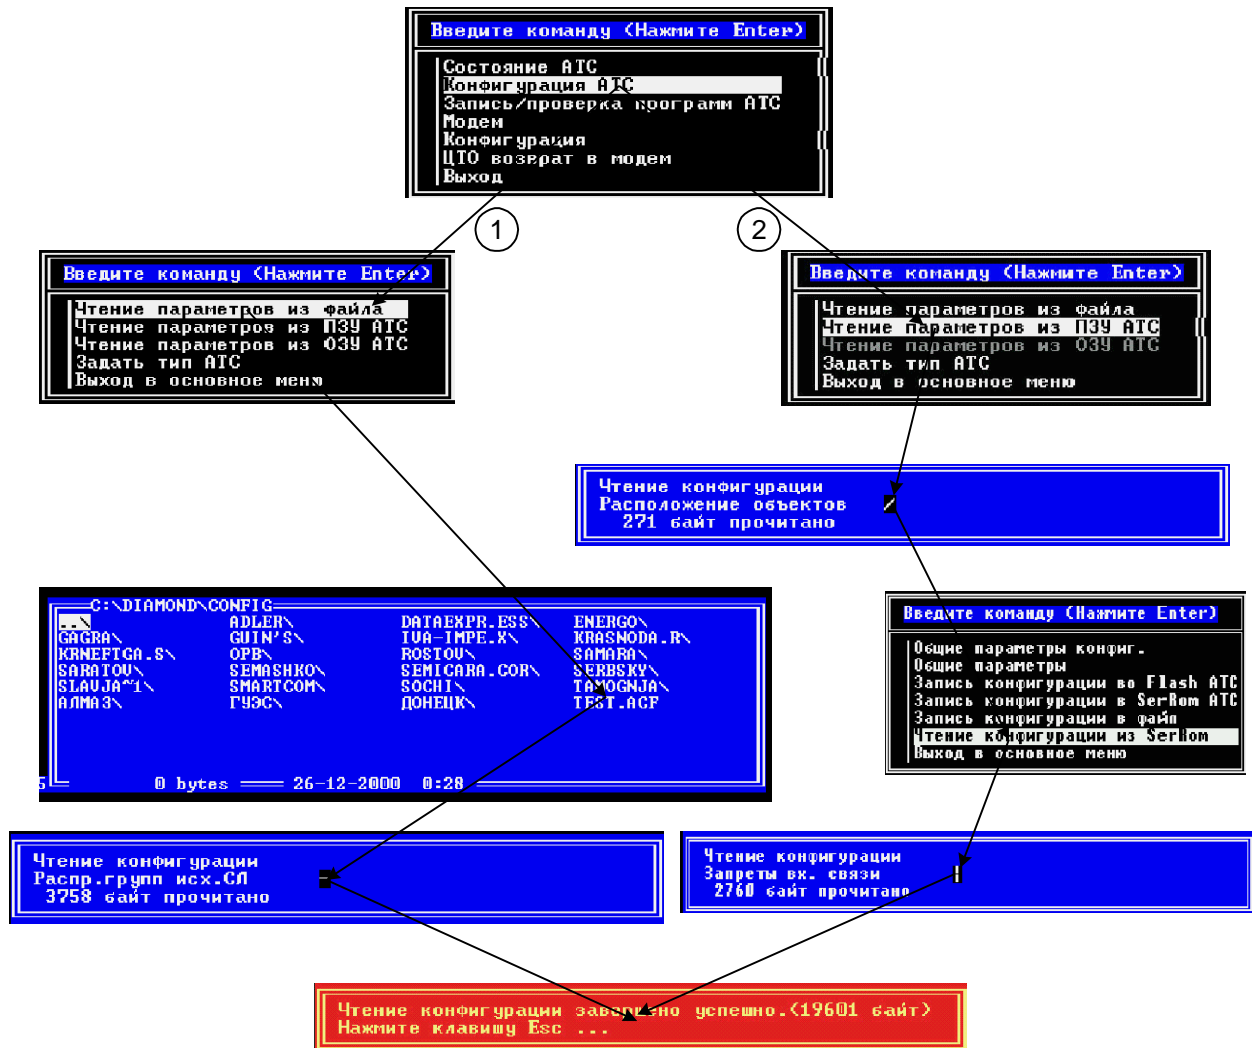 Введите команду (Нажмите Enter)
Состояние АТС
Конфигурация АТС
Запись/проверка программ АТС
Модем
Конфигурация
ЦТО возврат в модем
Выход
1
2
Введите команду (Нажмите Enter)
Чтение параметров из файла
Чтение параметров из ПЗУ АТС
Чтение параметров из ОЗУ АТС
Задать тип АТС
Выход в основное меню
Введите команду (Нажмите Enter)
Чтение параметров из файла
Чтение параметров из ПЗУ АТС
Чтение параметров из ОЗУ АТС
Задать тип АТС
Выход в основное меню
Чтение конфигурации
Расположение объектов /
271 байт прочитано
C:\DIAMOND\CONFIG
..\ ADLER\ DATAEXPR.ESS\ ENERGO\
GAGRA\ GUIN'S\ IVA-IMPE.X\ KRASNODA.R\
KRNEFTGA.S\ OPB\ ROSTOV\ SAMARA\
SARATOV\ SEMASHKO\ SEMICARA.COR\ SERBSKY\
SLAVJA~1\ SMARTCOM\ SOCHI\ TAMOGNJA\
АЛМАЗ\ ГУЭС\ ДОНЕЦК\ TEST.ACF
0 bytes 26-12-2000 0:28
Введите команду (Нажмите Enter)
Общие параметры конфиг.
Общие параметры
Запись конфигурации во Flash АТС
Запись конфигурации в SerRom АТС
Запись конфигурации в файл
Чтение конфигурации из SerRom
Выход в основное меню
Чтение конфигурации
Распр.групп исх.СЛ -
3758 байт прочитано
Чтение конфигурации
Запреты вх. связи |
2760 байт прочитано
Чтение конфигурации завершено успешно.(19601 байт)
Нажмите клавишу Esc ...